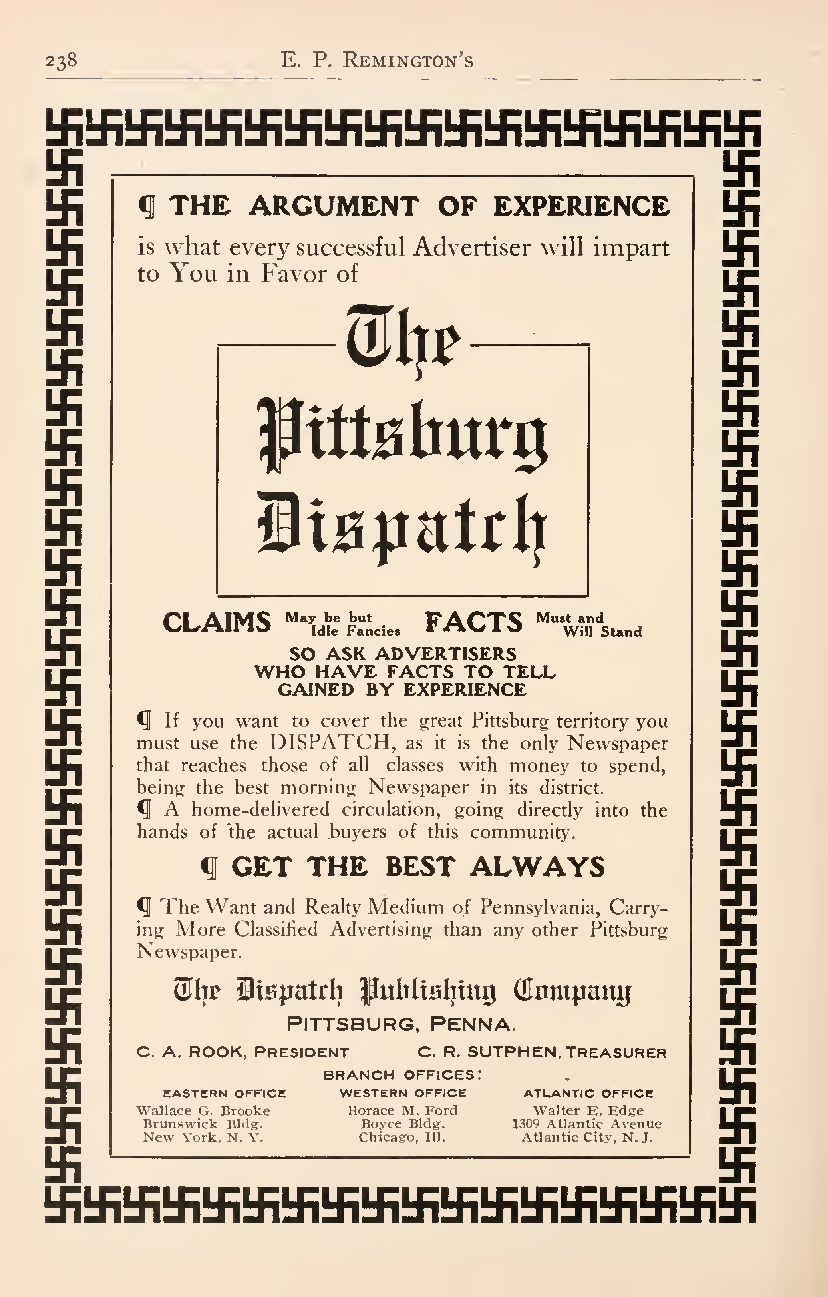 238
E. P. REMINGTON'S
¶ THE ARGUMENT OF EXPERIENCE
is what every successful Advertiser will impart
to You in Favor of
The
Pittsburg
Dispatch
CLAIMS May be but Idle Fancies FACTS Must and Will Stand
SO ASK ADVERTISERS
WHO HAVE FACTS TO TELL
GAINED BY EXPERIENCE
¶ If you want to cover the great Pittsburg territory you
must use the DISPATCH, as it is the only Newspaper
that reaches those of all classes with money to spend,
being the best morning Newspaper in its district.
¶ A home-delivered circulation, going directly into the
hands of the actual buyers of this community.
¶ GET THE BEST ALWAYS
¶ The Want and Realty Medium of Pennsylvania, Carry-
ing More Classified Advertising than any other Pittsburg
Newspaper.
The Dispatch Publishing Company
PITTSBURG, PENNA.
C. A. ROOK, PRESIDENT C. R. SUTPHEN, TREASURER
BRANCH OFFICES:
EASTERN OFFICE
Wallace G. Brooke
Brunswick Bldg.
New York, N. Y.
WESTERN OFFICE
Horace M. Ford
Boyce Bldg.
Chicago, Ill.
ATLANTIC OFFICE
Walter E. Edge
1309 Atlantic Avenue
Atlantic City, N. J.